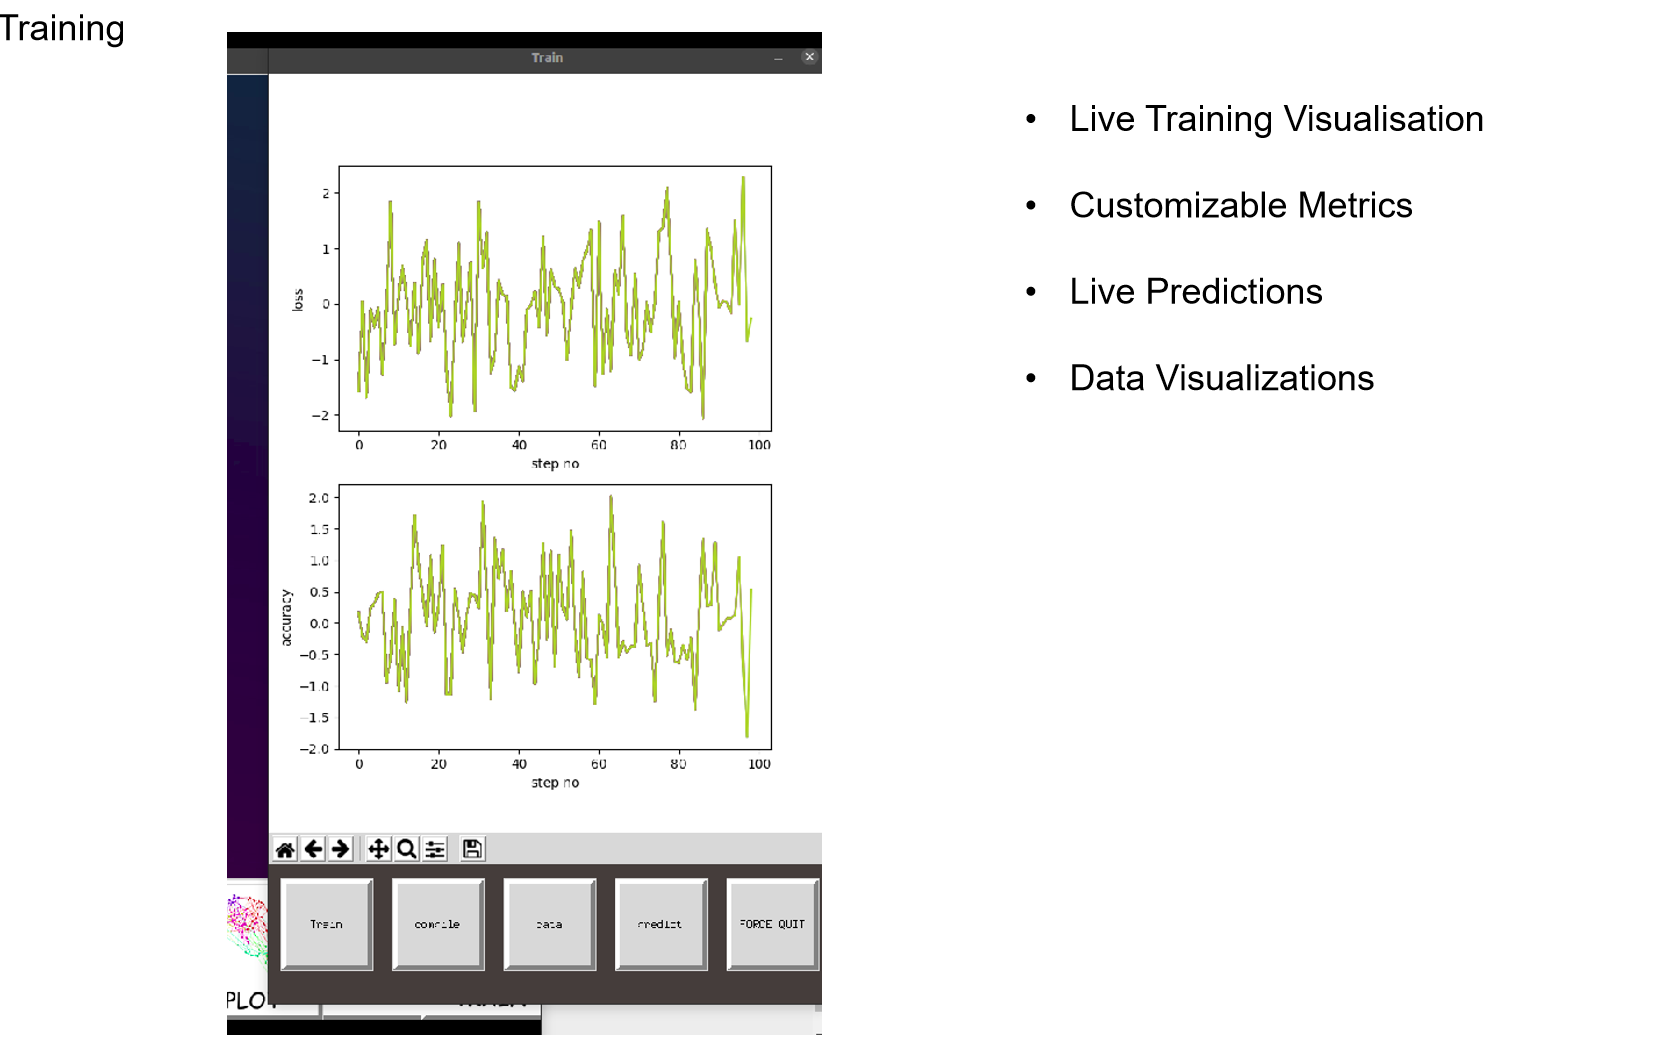 Training
Train
• Live Training Visualisation
• Customizable Metrics
• Live Predictions
• Data Visualizations
2
1
0
−1
−2
loss
0 20 40 60 80 100
step no
2.0
1.5
1.0
0.5
0.0
−0.5
−1.0
−1.5
−2.0
accuracy
0 20 40 60 80 100
step no
Train compile data predict FORCE QUIT
PLOT